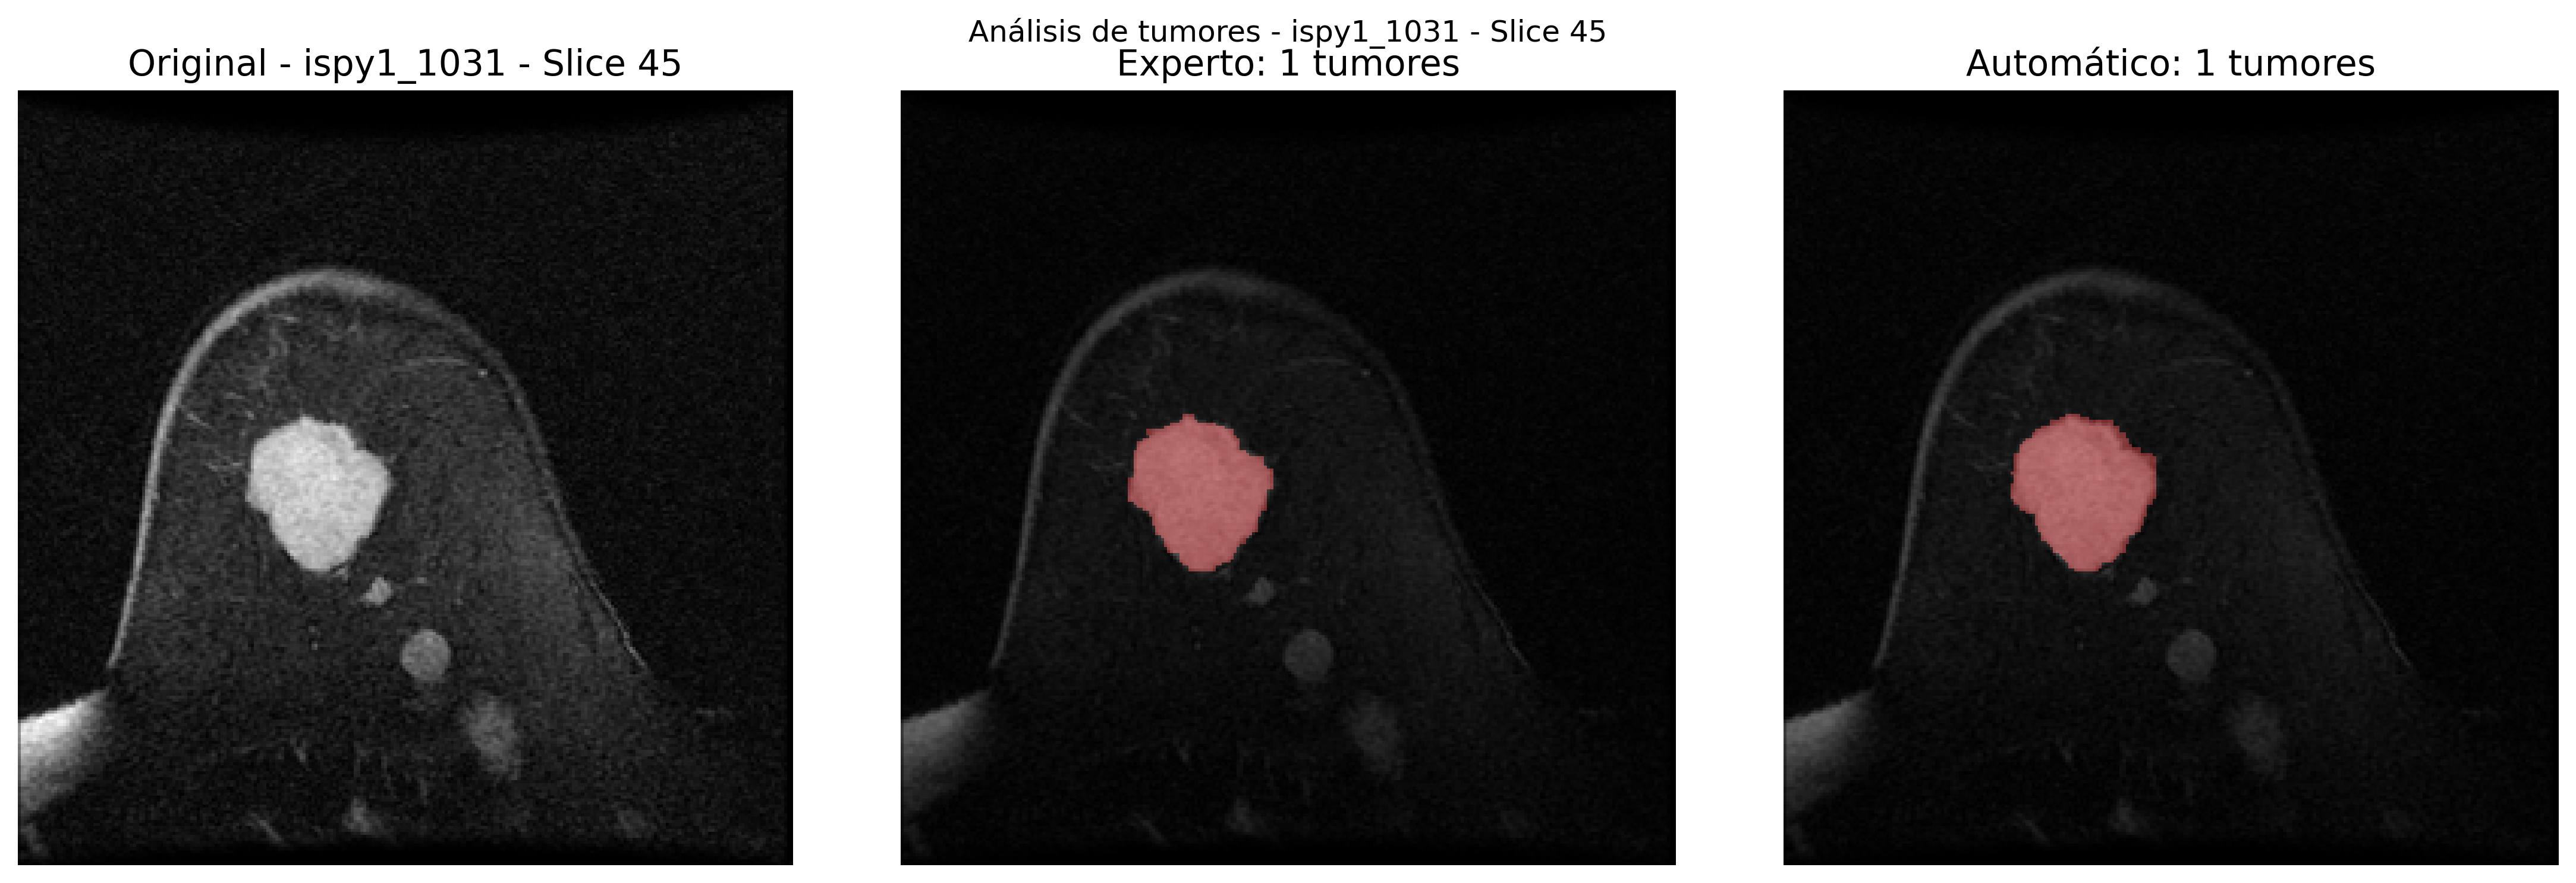 Análisis de tumores - ispy1_1031 - Slice 45
Original - ispy1_1031 - Slice 45
Experto: 1 tumores
Automático: 1 tumores